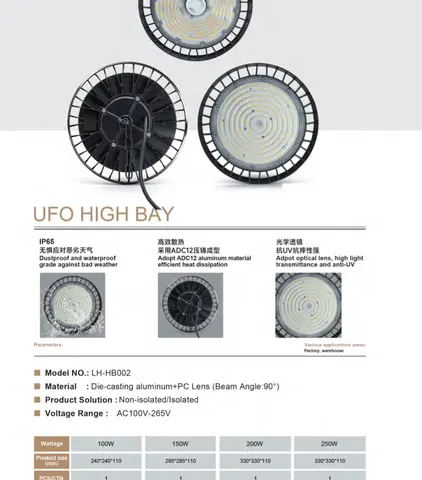 UFO HIGH BAY
IP65
无惧应对恶劣天气
Dustproof and waterproof
grade against bad weather
高效散热
采用ADC12压铸成型
Adopt ADC12 aluminum material
efficient heat dissipation
光学透镜
抗UV抗摔性强
Adpot optical lens, high light
transmittance and anti-UV
Parameters:
Various applications areas:
Factory, warehouse
Model NO.: LH-HB002
Material : Die-casting aluminum+PC Lens (Beam Angle:90°)
Product Solution : Non-isolated/Isolated
Voltage Range : AC100V-265V
Wattage 100W 150W 200W 250W
Product size
(mm) 240*240*110 285*285*110 330*330*110 330*330*110
PCS/CTN 1 1 1 1